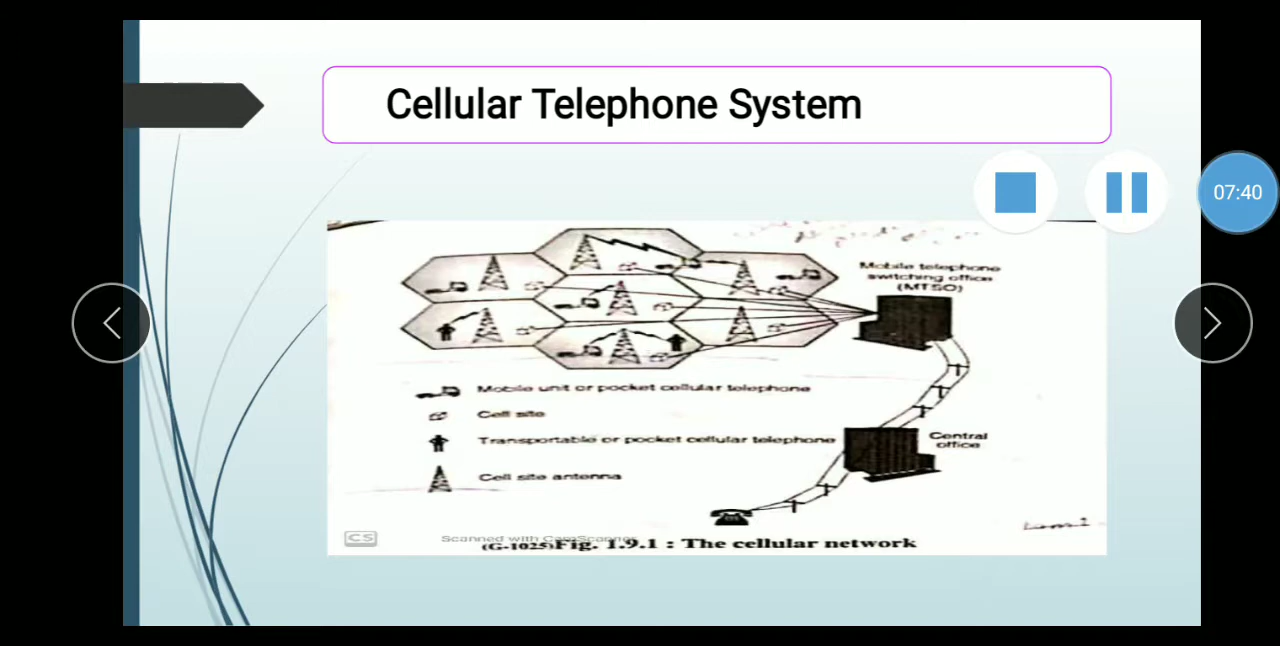 Cellular Telephone System
07:40
Mobile telephone
switching office
(MTSO)
Mobile unit or pocket cellular telephone
Cell site
Transportable or pocket cellular telephone
Central
office
Cell site antenna
CS
Scanned with CamScanner
(G-1025) Fig. 1.9.1 : The cellular network